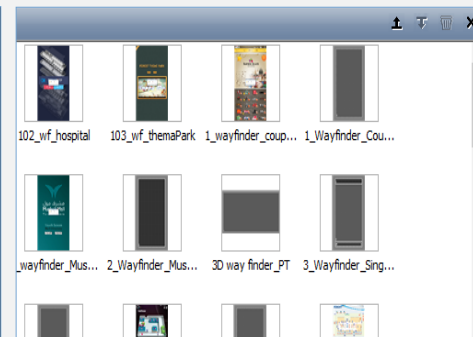 102_wf_hospital
103_wf_themaPark
1_wayfinder_coup...
1_Wayfinder_Cou...
_wayfinder_Mus...
2_Wayfinder_Mus...
3D way finder_PT
3_Wayfinder_Sing...